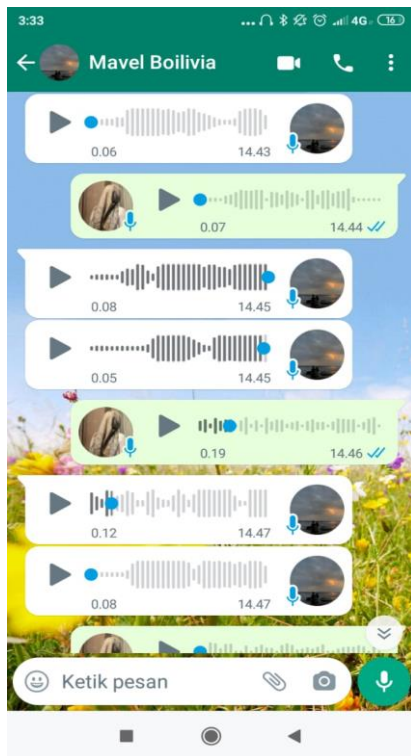 3:33 ... 4G 16
Mavel Boilivia
0.06 14.43
0.07 14.44
0.08 14.45
0.05 14.45
0.19 14.46
0.12 14.47
0.08 14.47
Ketik pesan